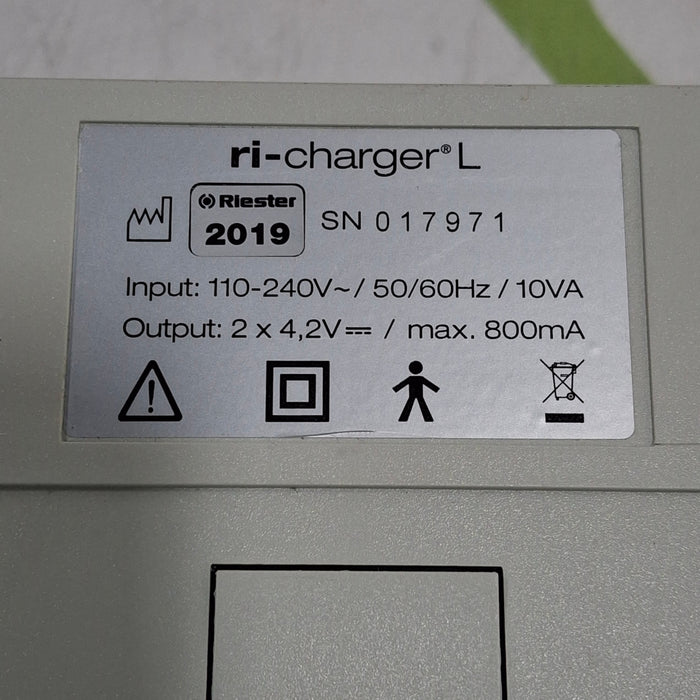 ri-charger® L
Riester
2019
SN 017971
Input: 110-240V~ / 50/60Hz / 10VA
Output: 2 x 4,2V⎓ / max. 800mA